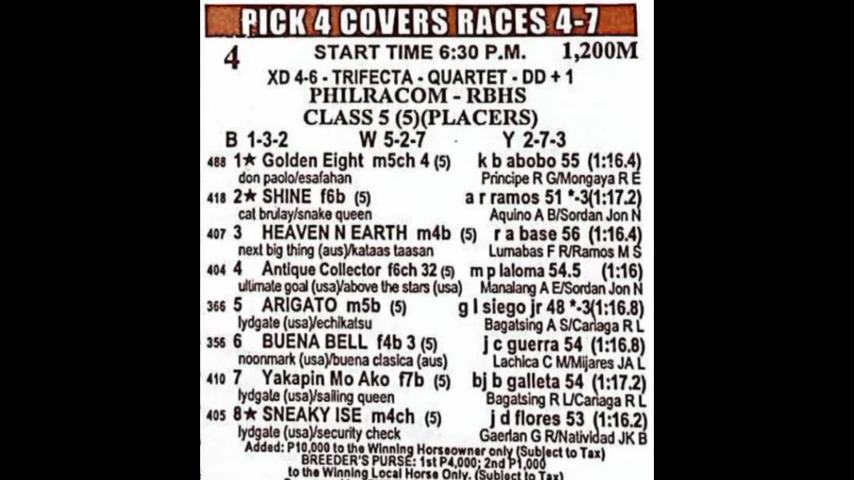 PICK 4 COVERS RACES 4-7
4 START TIME 6:30 P.M. 1,200M
XD 4-6 - TRIFECTA - QUARTET - DD + 1
PHILRACOM - RBHS
CLASS 5 (5)(PLACERS)
B 1-3-2 W 5-2-7 Y 2-7-3
488 1★ Golden Eight m5ch 4 (5) k b abobo 55 (1:16.4)
don paolo/esafahan Principe R G/Mongaya R E
418 2★ SHINE f6b (5) a r ramos 51 *-3(1:17.2)
cat brulay/snake queen Aquino A B/Sordan Jon N
407 3 HEAVEN N EARTH m4b (5) r a base 56 (1:16.4)
next big thing (aus)/kataas taasan Lumabas F R/Ramos M S
404 4 Antique Collector f6ch 32 (5) m p laloma 54.5 (1:16)
ultimate goal (usa)/above the stars (usa) Manalang A E/Sordan Jon N
366 5 ARIGATO m5b (5) g l siego jr 48 *-3(1:16.8)
lydgate (usa)/echikatsu Bagatsing A S/Cañaga R L
356 6 BUENA BELL f4b 3 (5) j c guerra 54 (1:16.8)
noonmark (usa)/buena clasica (aus) Lachica C M/Mijares JA L
410 7 Yakapin Mo Ako f7b (5) bj b galleta 54 (1:17.2)
lydgate (usa)/sailing queen Bagatsing R L/Cañaga R L
405 8★ SNEAKY ISE m4ch (5) j d flores 53 (1:16.2)
lydgate (usa)/security check Gaerlan G R/Natividad JK B
Added: P10,000 to the Winning Horseowner only (Subject to Tax)
BREEDER'S PURSE: 1st P4,000; 2nd P1,000
to the Winning Local Horse Only. (Subject to Tax)